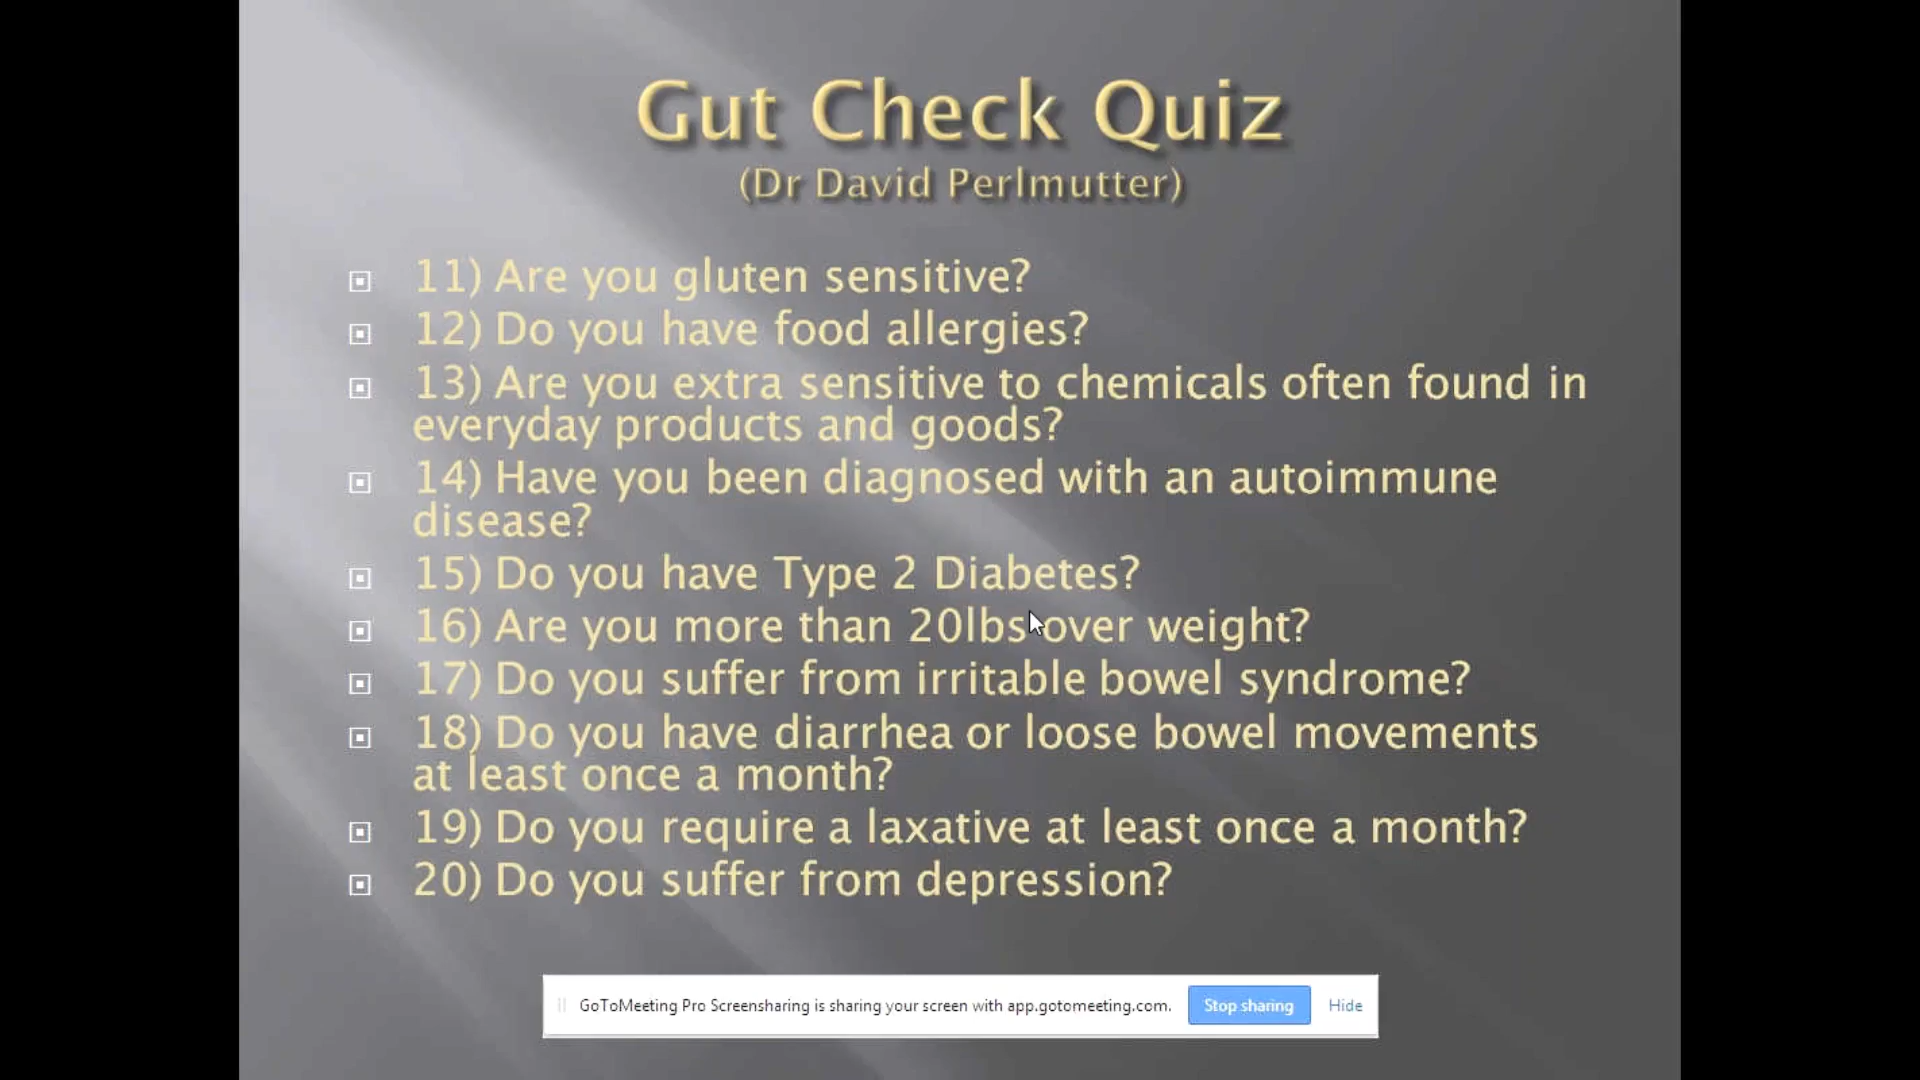 Gut Check Quiz
(Dr David Perlmutter)
11) Are you gluten sensitive?
12) Do you have food allergies?
13) Are you extra sensitive to chemicals often found in
everyday products and goods?
14) Have you been diagnosed with an autoimmune
disease?
15) Do you have Type 2 Diabetes?
16) Are you more than 20lbs over weight?
17) Do you suffer from irritable bowel syndrome?
18) Do you have diarrhea or loose bowel movements
at least once a month?
19) Do you require a laxative at least once a month?
20) Do you suffer from depression?
GoToMeeting Pro Screensharing is sharing your screen with app.gotomeeting.com. Stop sharing Hide